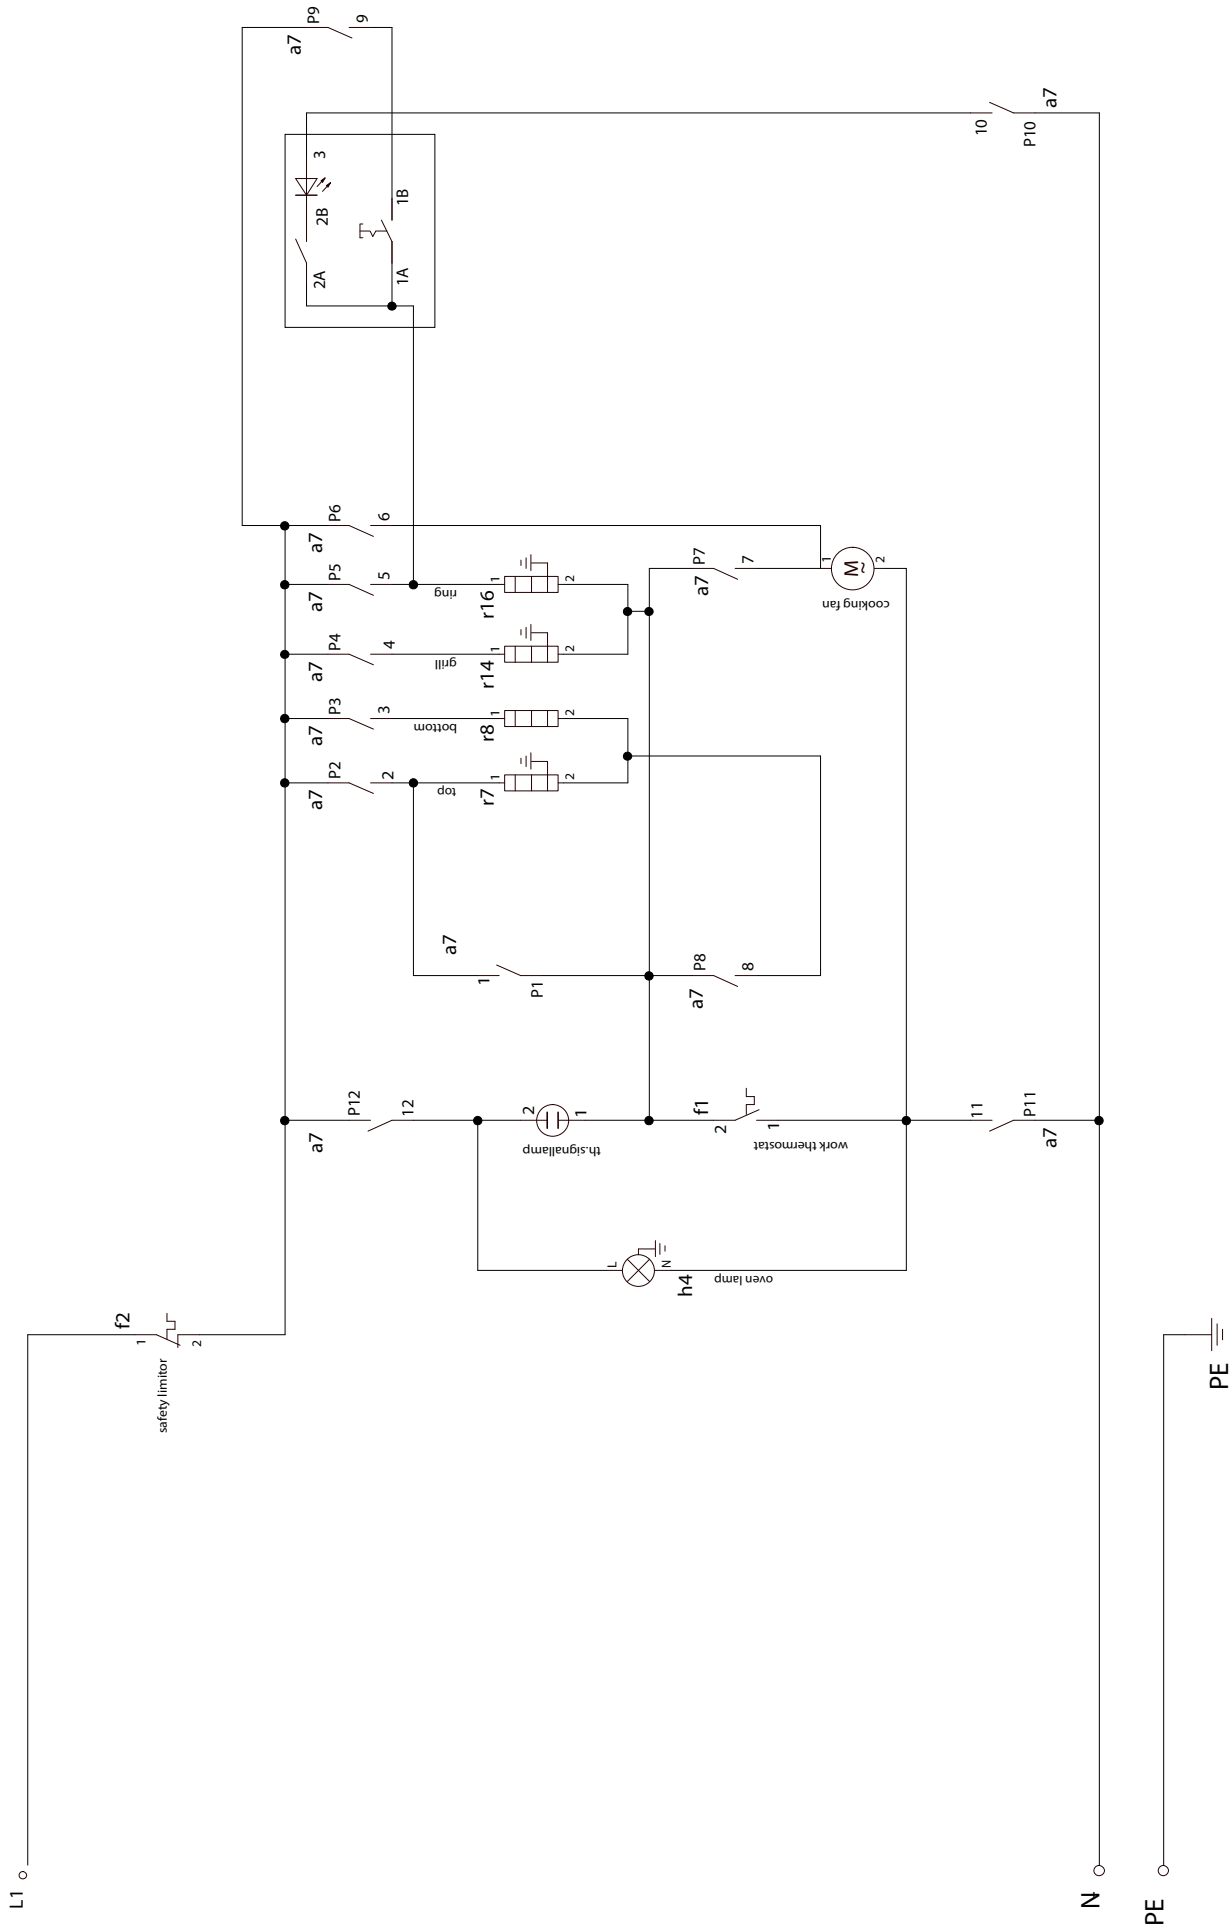 P9
9
a7
a7
10
P10
3
2B
2A
1B
1A
P6
6
a7
P5
5
a7
P4
4
a7
P3
3
a7
P2
2
a7
ring
grill
bottom
top
r16
1
2
r14
1
2
r8
1
2
r7
1
2
P7
7
a7
1
M~
2
cooking fan
a7
1
P1
P8
8
a7
P12
12
a7
2
1
th.signallamp
f1
2
1
work thermostat
11
P11
a7
L
N
h4
oven lamp
f2
1
2
safety limitor
PE
L1
N
PE